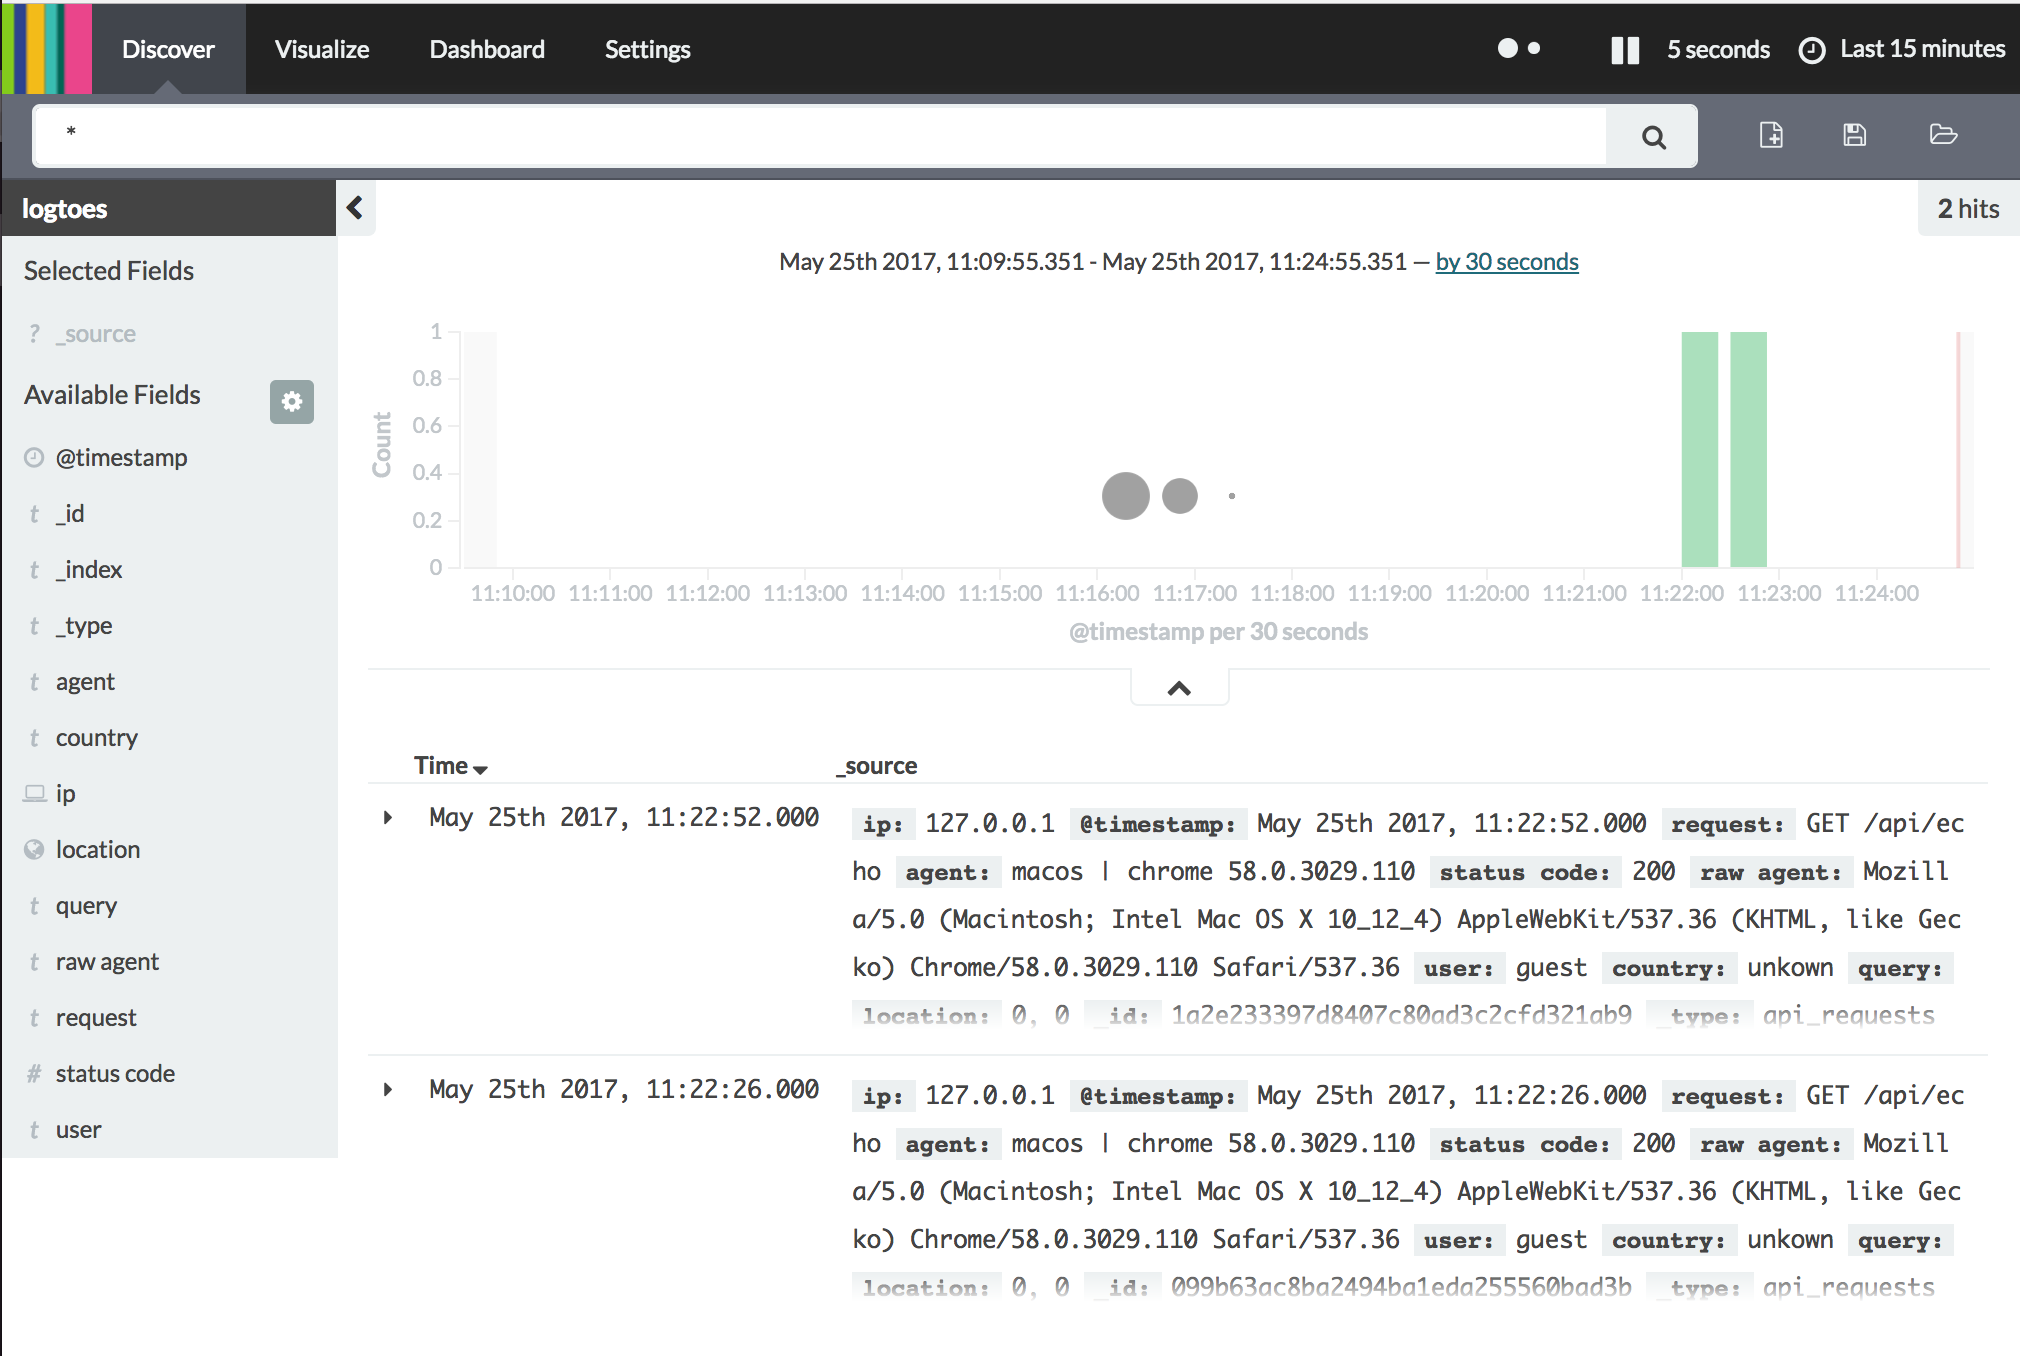 Discover Visualize Dashboard Settings 5 seconds Last 15 minutes
*
logtoes
2 hits
Selected Fields
? _source
Available Fields
@timestamp
t _id
t _index
t _type
t agent
t country
ip
location
t query
t raw agent
t request
# status code
t user
May 25th 2017, 11:09:55.351 - May 25th 2017, 11:24:55.351 — by 30 seconds
Count
1
0.8
0.6
0.4
0.2
0
11:10:00 11:11:00 11:12:00 11:13:00 11:14:00 11:15:00 11:16:00 11:17:00 11:18:00 11:19:00 11:20:00 11:21:00 11:22:00 11:23:00 11:24:00
@timestamp per 30 seconds
Time _source
May 25th 2017, 11:22:52.000 ip: 127.0.0.1 @timestamp: May 25th 2017, 11:22:52.000 request: GET /api/ec
ho agent: macos | chrome 58.0.3029.110 status code: 200 raw agent: Mozill
a/5.0 (Macintosh; Intel Mac OS X 10_12_4) AppleWebKit/537.36 (KHTML, like Gec
ko) Chrome/58.0.3029.110 Safari/537.36 user: guest country: unkown query:
location: 0, 0 _id: 1a2e233397d8407c80ad3c2cfd321ab9 _type: api_requests
May 25th 2017, 11:22:26.000 ip: 127.0.0.1 @timestamp: May 25th 2017, 11:22:26.000 request: GET /api/ec
ho agent: macos | chrome 58.0.3029.110 status code: 200 raw agent: Mozill
a/5.0 (Macintosh; Intel Mac OS X 10_12_4) AppleWebKit/537.36 (KHTML, like Gec
ko) Chrome/58.0.3029.110 Safari/537.36 user: guest country: unkown query:
location: 0, 0 _id: 099b63ac8ba2494ba1eda255560bad3b _type: api_requests